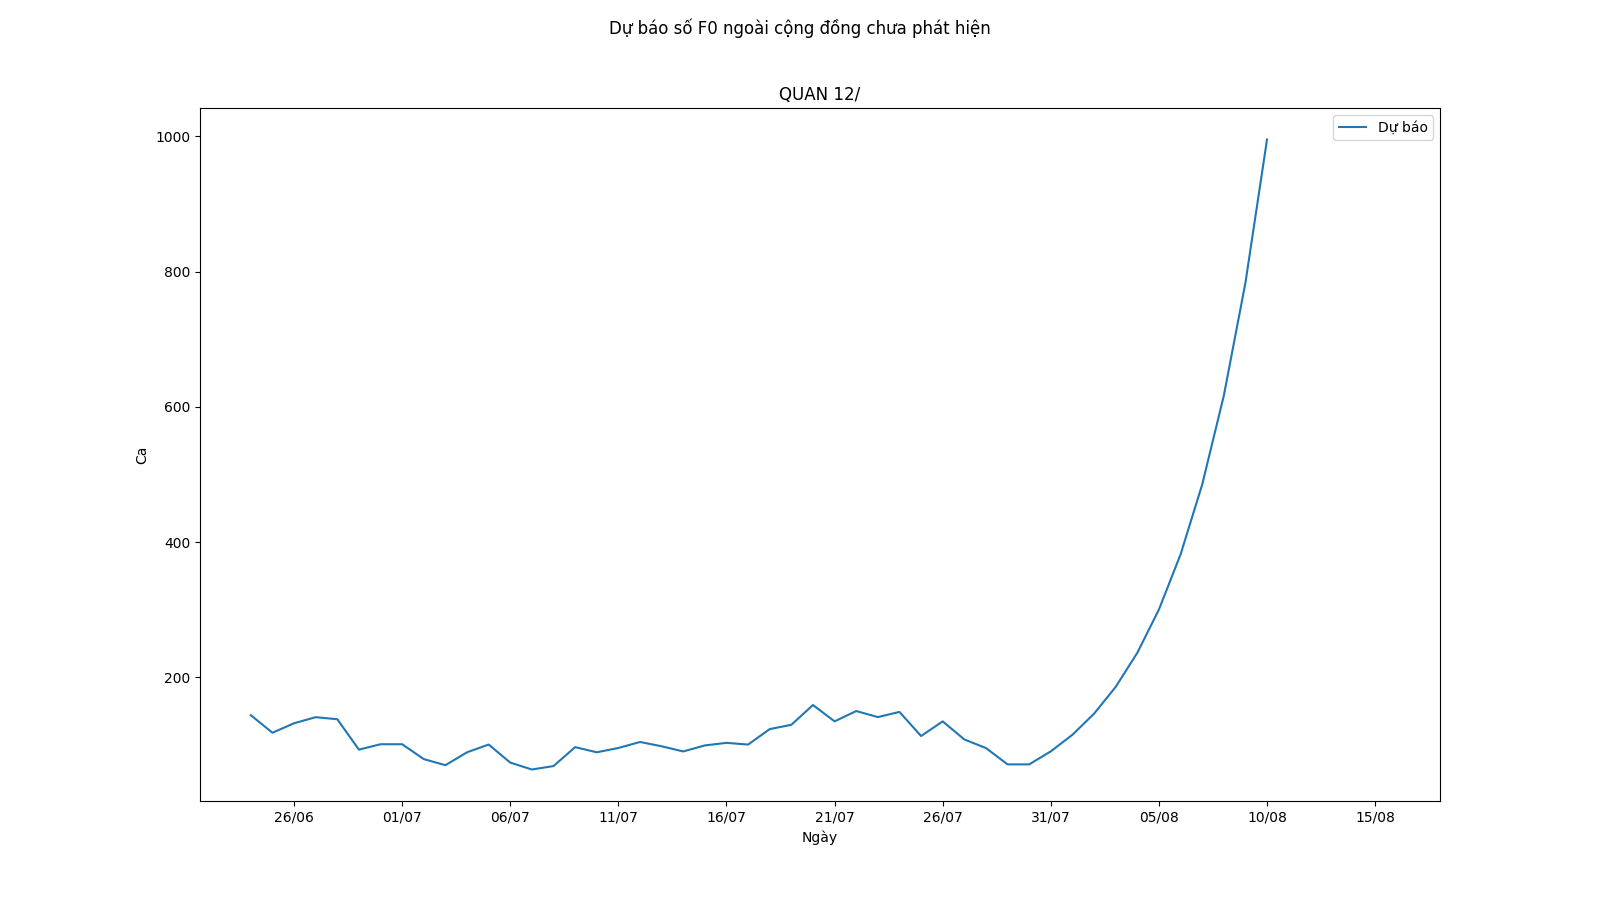 Dự báo số F0 ngoài cộng đồng chưa phát hiện
QUAN 12/
Dự báo
1000
800
600
400
200
Ca
26/06 01/07 06/07 11/07 16/07 21/07 26/07 31/07 05/08 10/08 15/08
Ngày